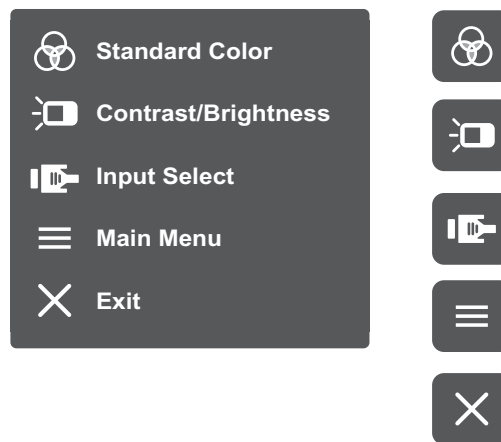 Standard Color
Contrast/Brightness
Input Select
Main Menu
Exit